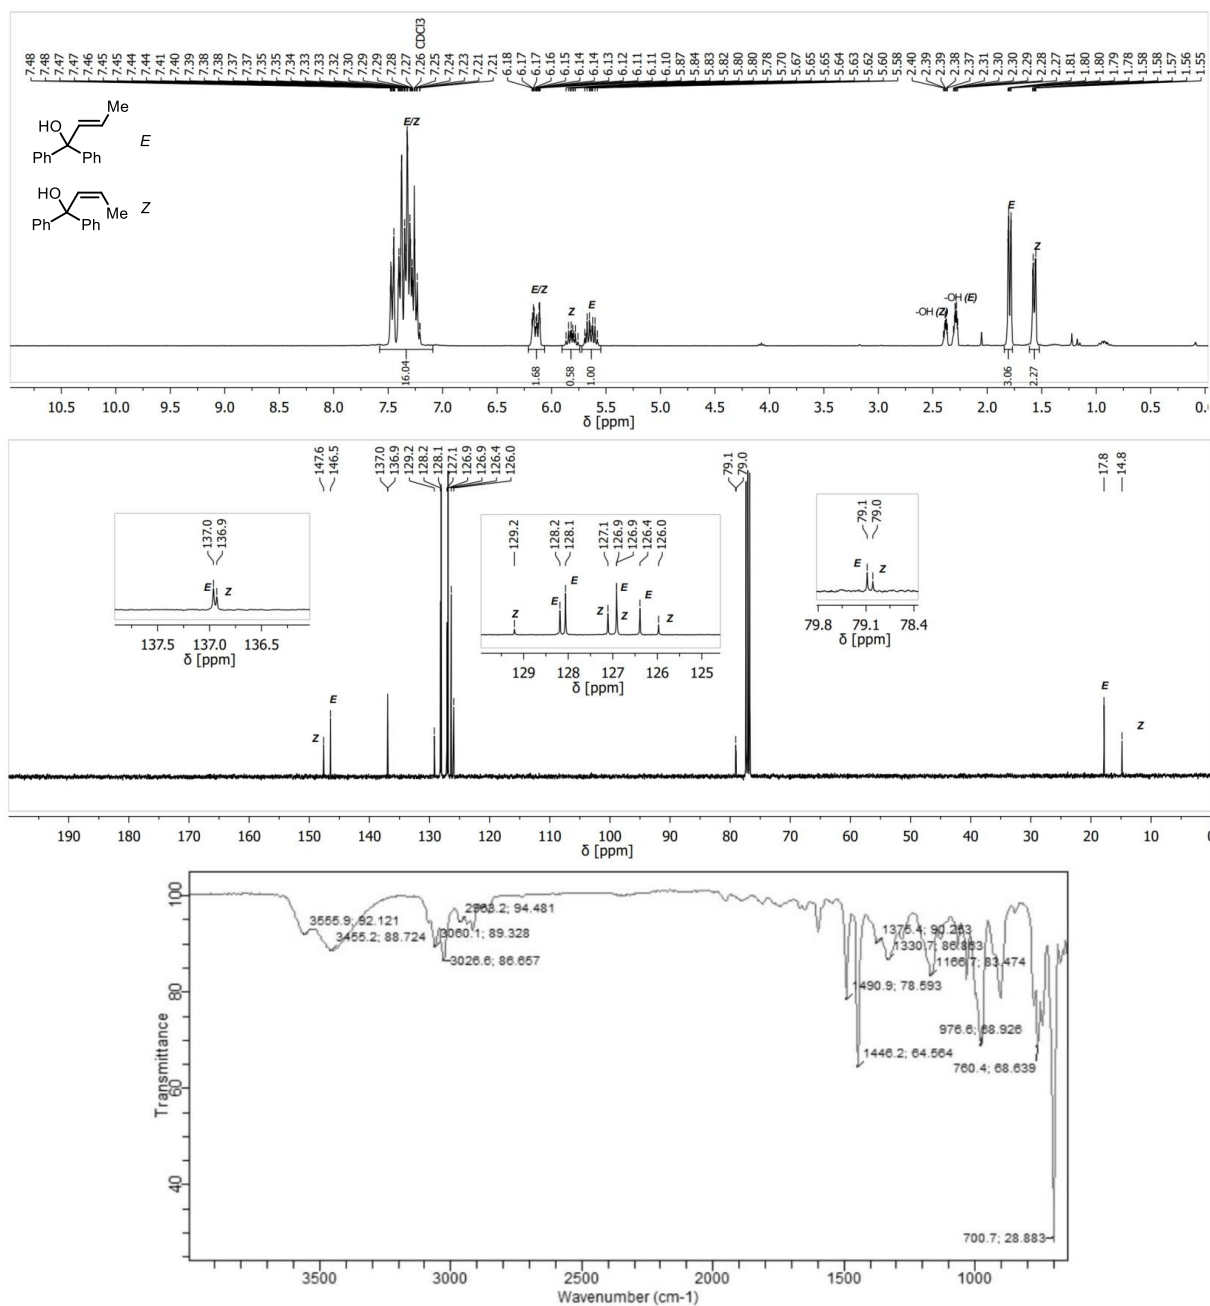 7.48 7.48 7.47 7.47 7.46 7.45 7.45 7.44 7.44 7.41 7.40 7.39 7.38 7.38 7.37 7.37 7.35 7.35 7.34 7.33 7.33 7.32 7.30 7.29 7.29 7.28 7.27 7.26 CDCl3 7.25 7.24 7.23 7.21 7.21 6.18 6.17 6.17 6.16 6.15 6.14 6.14 6.13 6.12 6.11 6.11 6.10 5.87 5.84 5.83 5.82 5.80 5.80 5.78 5.70 5.67 5.65 5.65 5.64 5.63 5.62 5.60 5.58 2.40 2.39 2.39 2.38 2.37 2.31 2.30 2.30 2.29 2.28 2.27 1.81 1.80 1.80 1.79 1.78 1.58 1.58 1.57 1.56 1.55
Me
HO
E
Ph Ph
HO
Me
Z
Ph Ph
E/Z
E/Z
Z
E
-OH (Z)
-OH (E)
E
Z
16.04 1.68 0.58 1.00 3.06 2.27
10.5 10.0 9.5 9.0 8.5 8.0 7.5 7.0 6.5 6.0 5.5 5.0 4.5 4.0 3.5 3.0 2.5 2.0 1.5 1.0 0.5 0.0
δ [ppm]
147.6 146.5 137.0 136.9 129.2 128.2 128.1 127.1 126.9 126.9 126.4 126.0 79.1 79.0 17.8 14.8
137.0 136.9
E Z
137.5 137.0 136.5
δ [ppm]
129.2 128.2 128.1 127.1 126.9 126.9 126.4 126.0
Z E E Z E Z E Z
129 128 127 126 125
δ [ppm]
79.1 79.0
E Z
79.8 79.1 78.4
δ [ppm]
Z E E Z
190 180 170 160 150 140 130 120 110 100 90 80 70 60 50 40 30 20 10 0
δ [ppm]
Transmittance
100
80
60
40
3555.9; 92.121
3455.2; 88.724
94.481
3060.1; 89.328
3026.6; 86.657
1490.9; 78.593
1446.2; 64.564
1375.4; 90.263
1330.7; 86.863
1166.7; 83.474
976.6; 68.926
760.4; 68.639
700.7; 28.883
3500 3000 2500 2000 1500 1000
Wavenumber (cm-1)